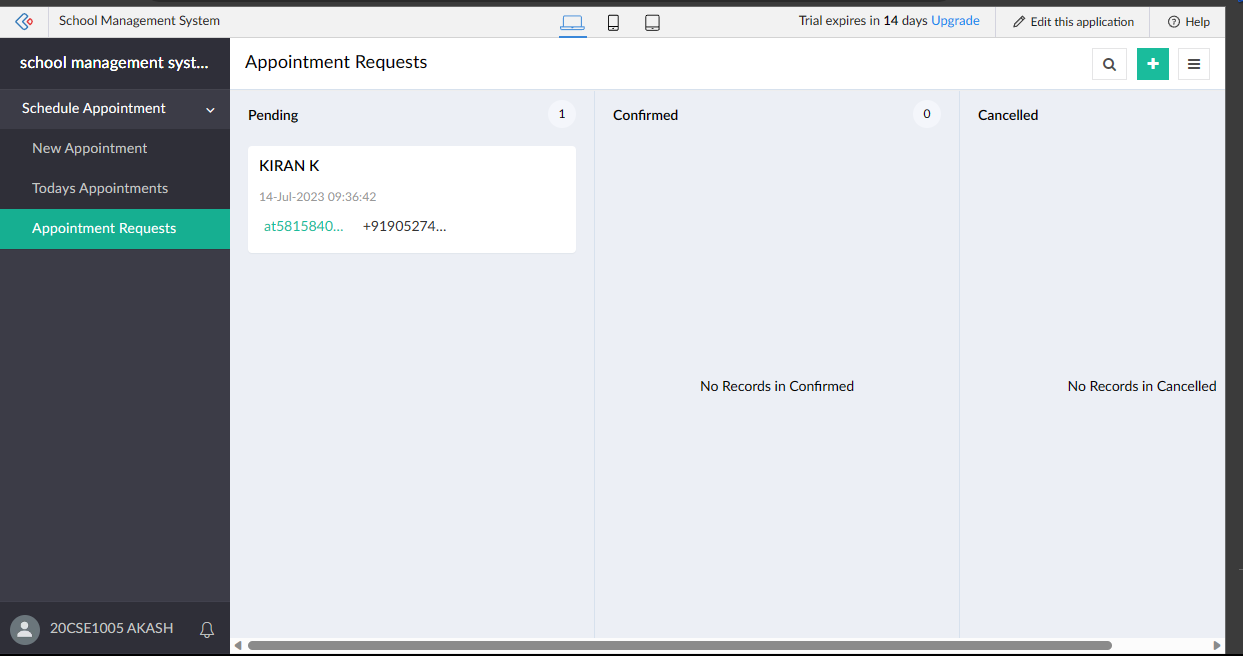 School Management System
Trial expires in 14 days Upgrade
Edit this application
Help
school management syst...
Schedule Appointment
New Appointment
Todays Appointments
Appointment Requests
20CSE1005 AKASH
Appointment Requests
Pending
1
KIRAN K
14-Jul-2023 09:36:42
at5815840... +91905274...
Confirmed
0
No Records in Confirmed
Cancelled
No Records in Cancelled